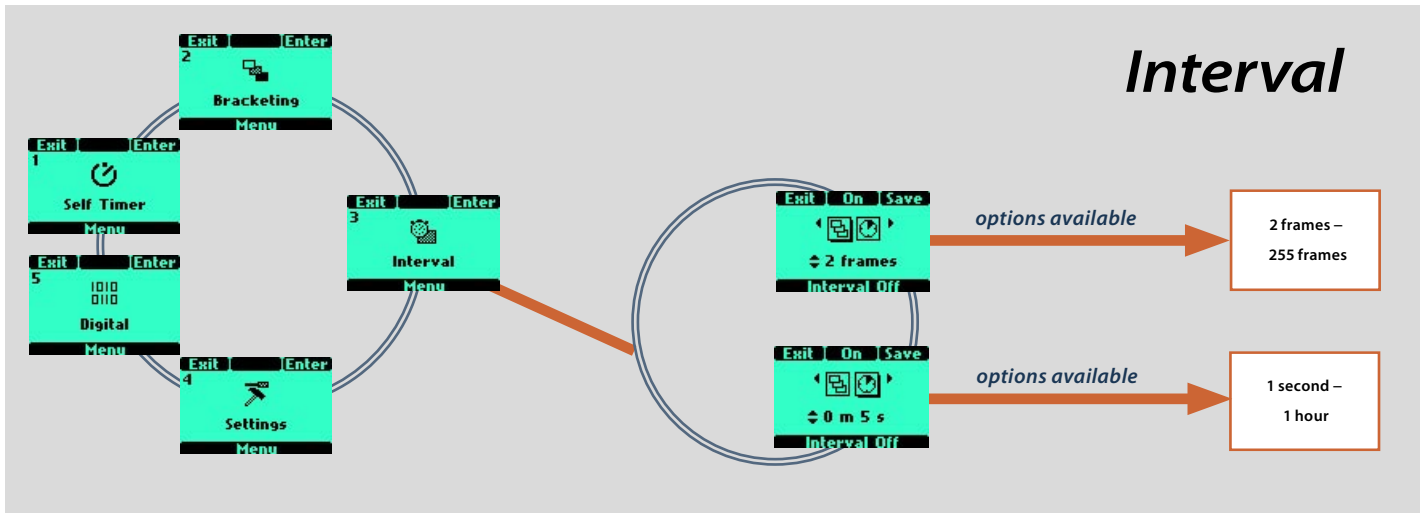 Interval
Exit Enter
2
Bracketing
Menu
Exit Enter
1
Self Timer
Menu
Exit Enter
3
Interval
Menu
Exit Enter
5
1010
0110
Digital
Menu
Exit Enter
4
Settings
Menu
Exit On Save
2 frames
Interval Off
options available
2 frames –
255 frames
Exit On Save
0 m 5 s
Interval Off
options available
1 second –
1 hour